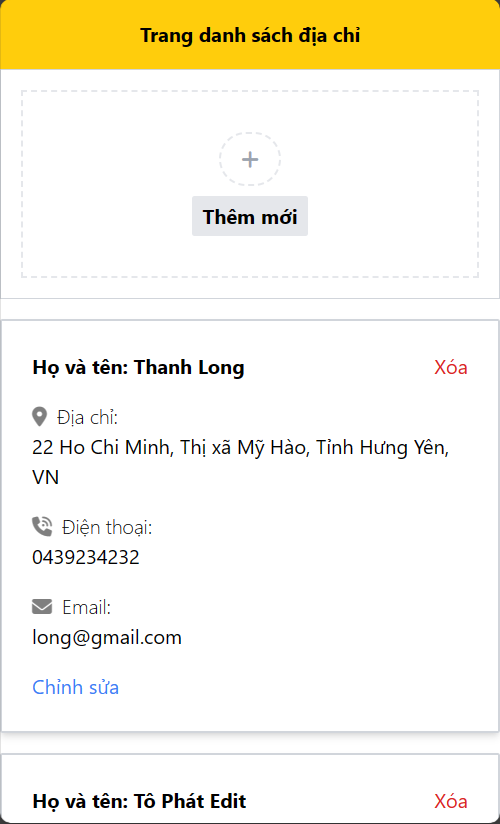 Trang danh sách địa chỉ
Thêm mới
Họ và tên: Thanh Long Xóa
Địa chỉ:
22 Ho Chi Minh, Thị xã Mỹ Hào, Tỉnh Hưng Yên,
VN
Điện thoại:
0439234232
Email:
long@gmail.com
Chỉnh sửa
Họ và tên: Tô Phát Edit Xóa